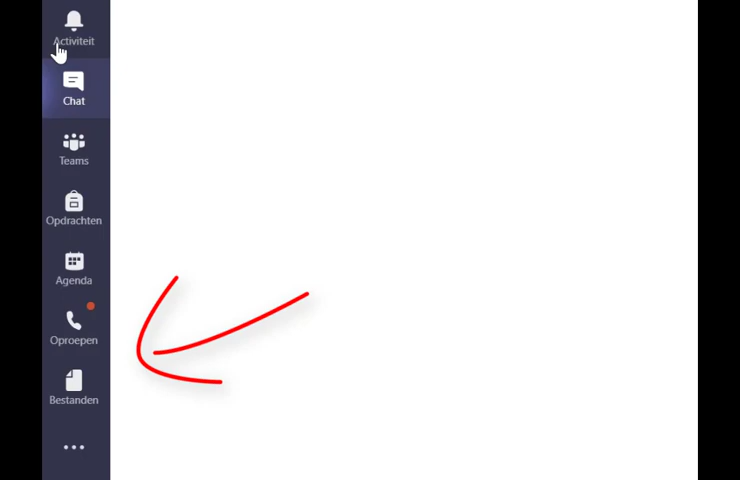 Activiteit
Chat
Teams
Opdrachten
Agenda
Oproepen
Bestanden